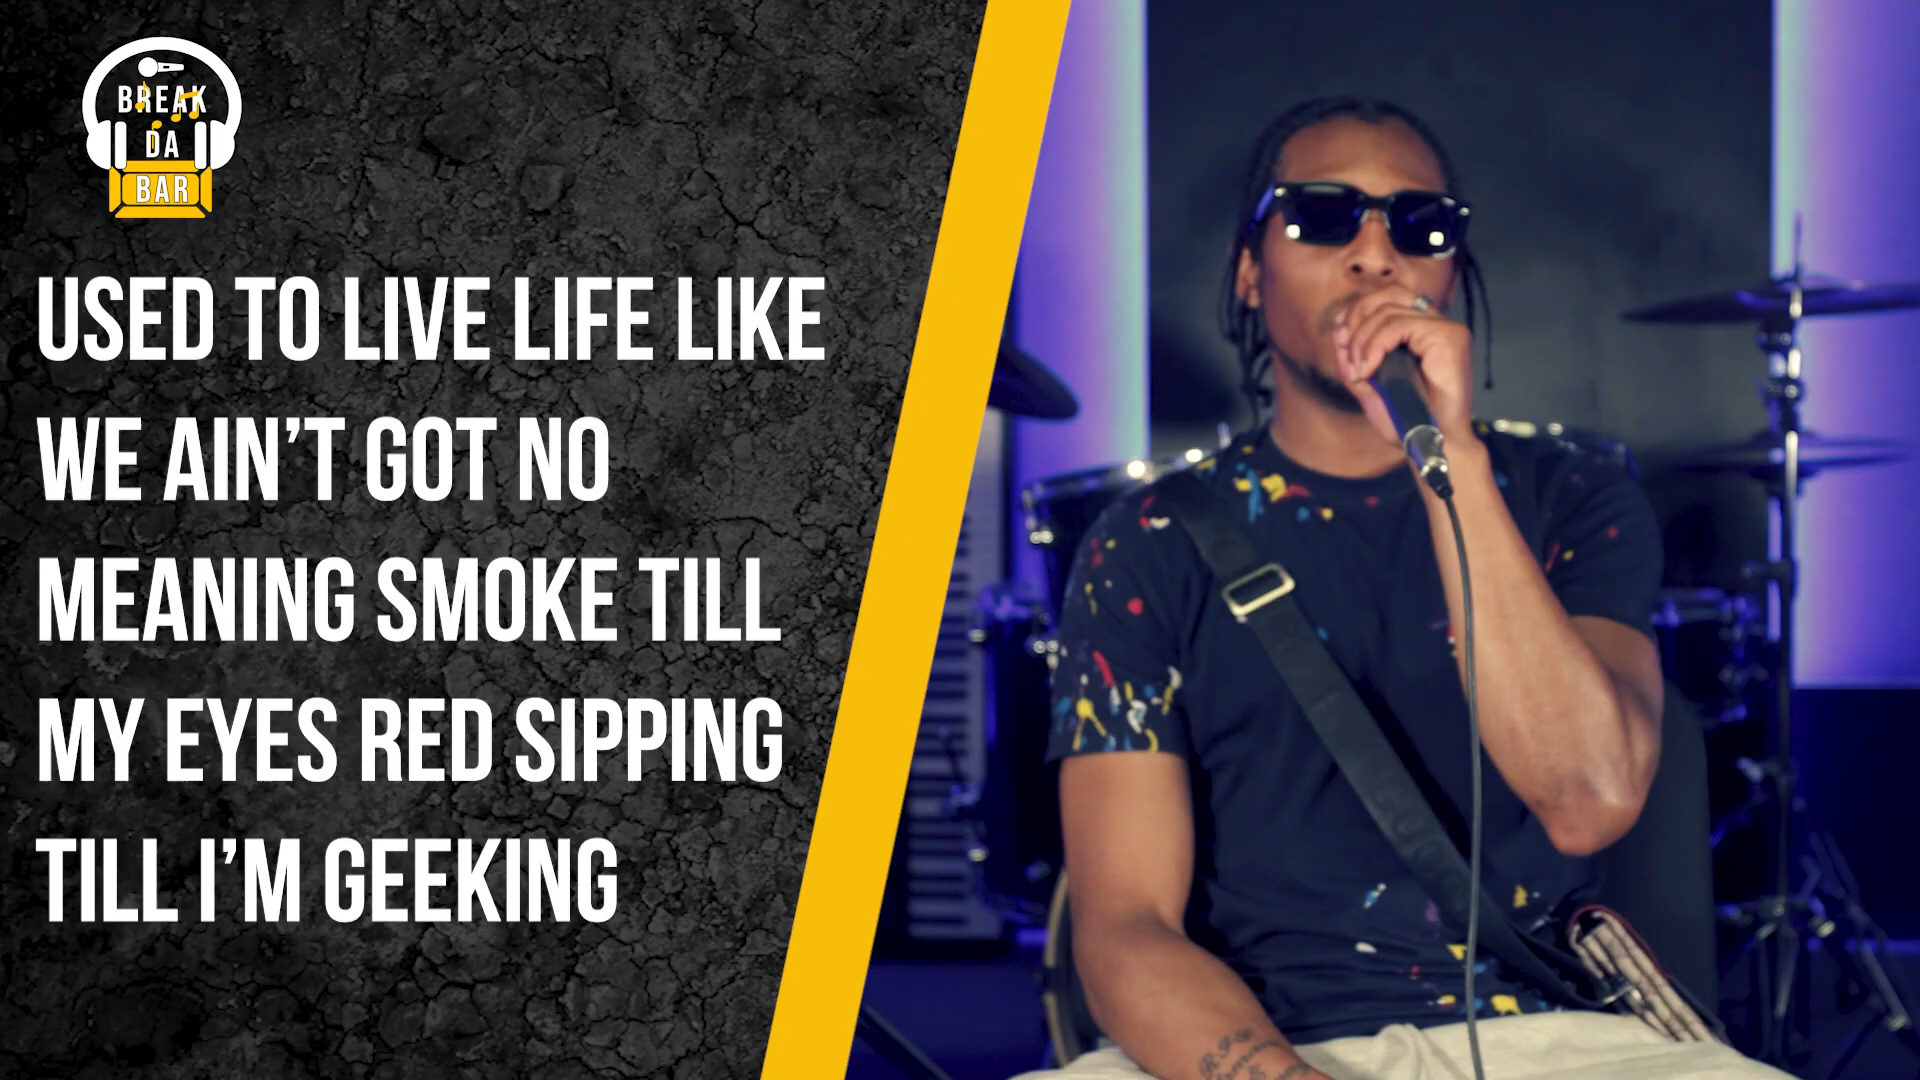 BREAK
DA
BAR
USED TO LIVE LIFE LIKE
WE AIN'T GOT NO
MEANING SMOKE TILL
MY EYES RED SIPPING
TILL I'M GEEKING